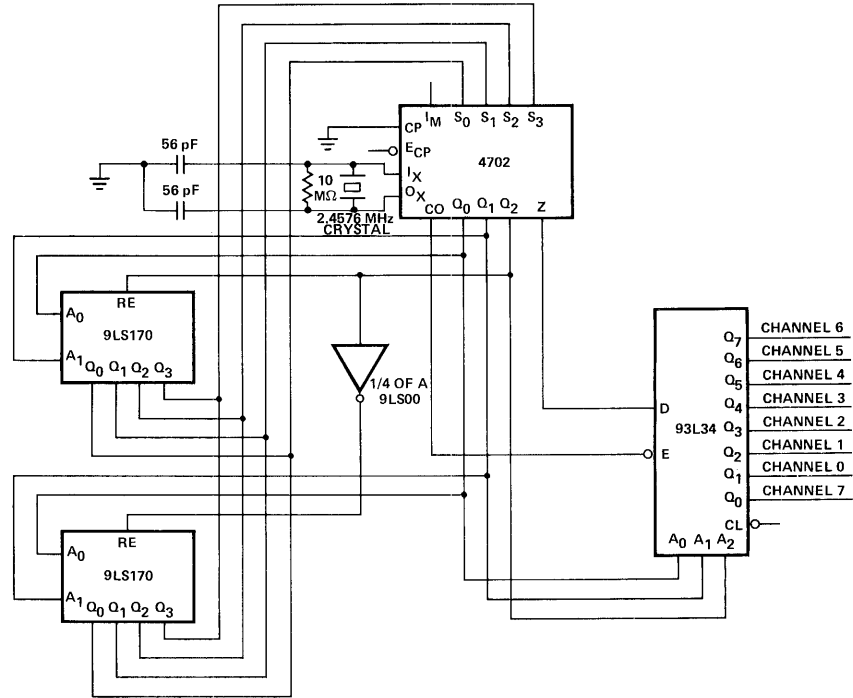 IM S0 S1 S2 S3
CP
ECP
4702
IX
OX
CO Q0 Q1 Q2 Z
56 pF
56 pF
10
MΩ
2.4576 MHz
CRYSTAL
RE
A0
9LS170
A1
Q0 Q1 Q2 Q3
1/4 OF A
9LS00
RE
A0
9LS170
A1
Q0 Q1 Q2 Q3
D
E
93L34
Q7 CHANNEL 6
Q6 CHANNEL 5
Q5 CHANNEL 4
Q4 CHANNEL 3
Q3 CHANNEL 2
Q2 CHANNEL 1
Q1 CHANNEL 0
Q0 CHANNEL 7
CL
A0 A1 A2